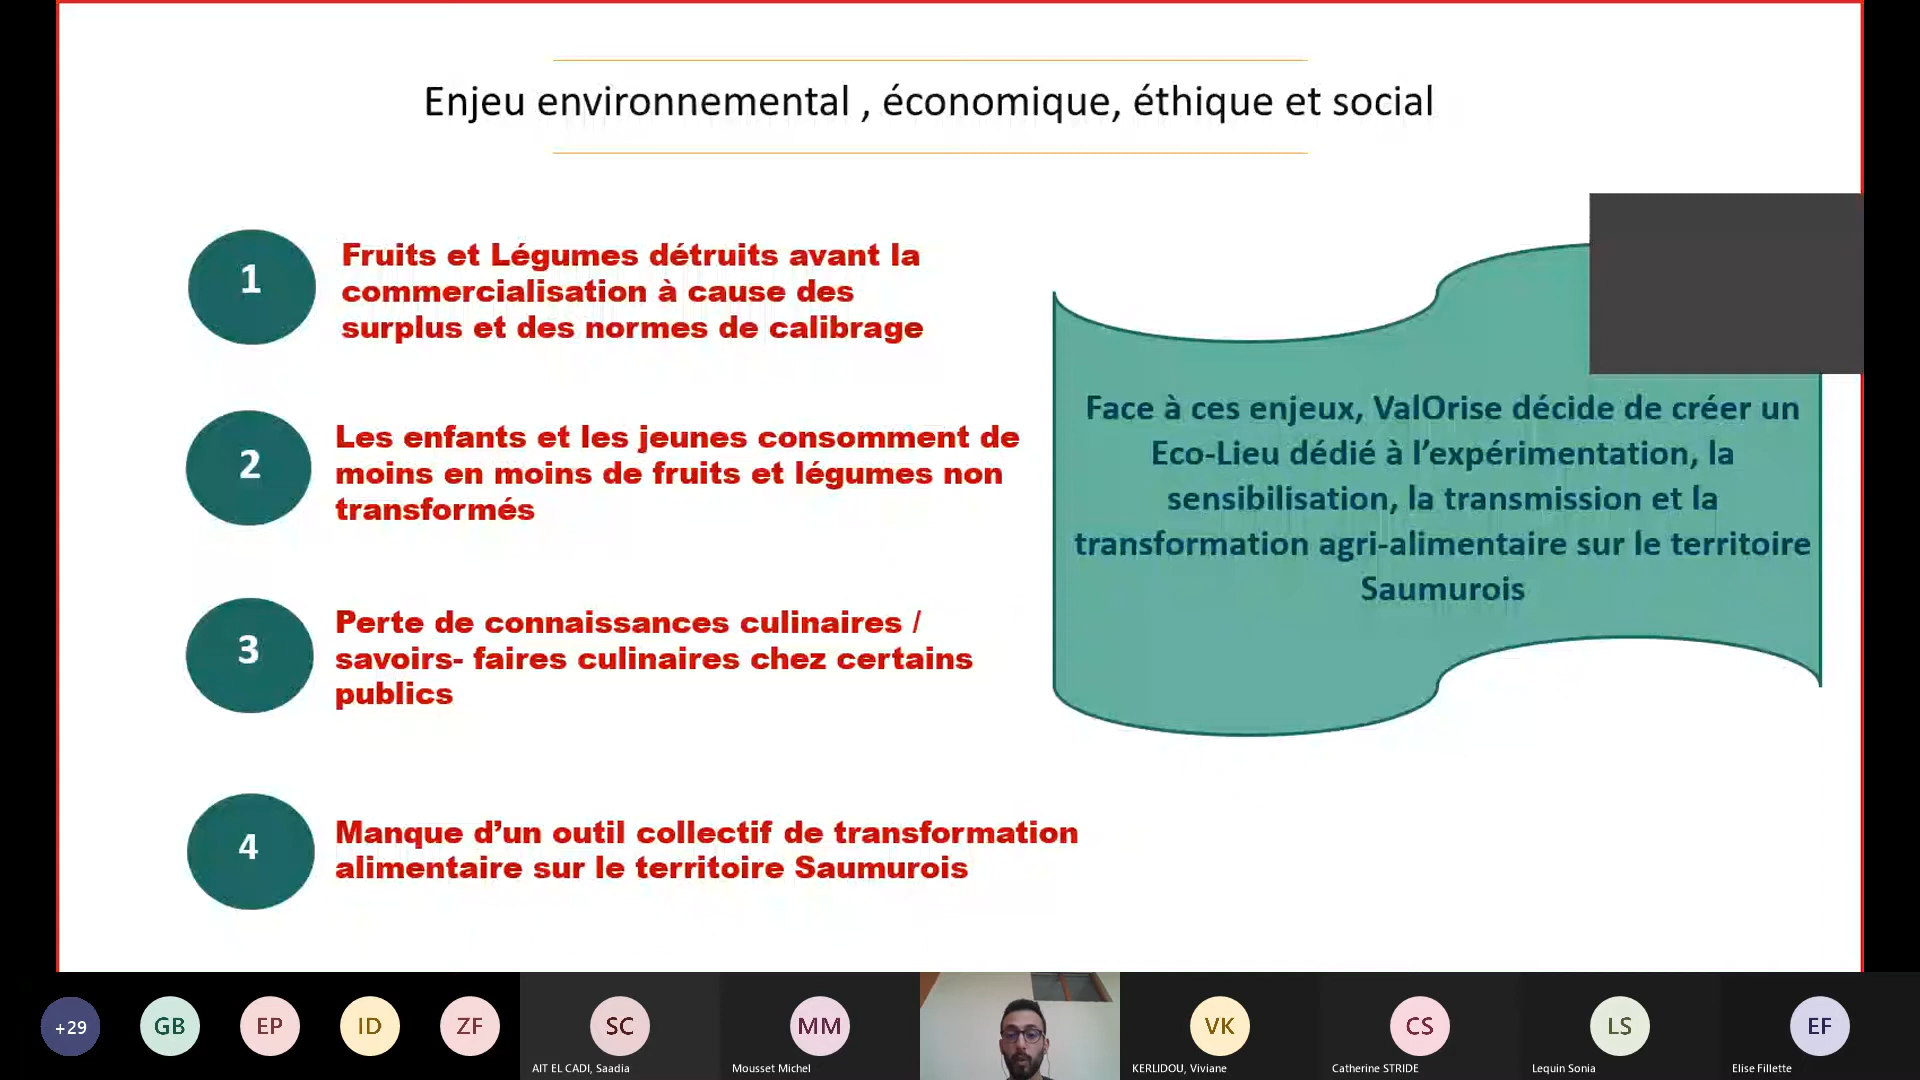 Enjeu environnemental , économique, éthique et social
1
Fruits et Légumes détruits avant la
commercialisation à cause des
surplus et des normes de calibrage
2
Les enfants et les jeunes consomment de
moins en moins de fruits et légumes non
transformés
3
Perte de connaissances culinaires /
savoirs- faires culinaires chez certains
publics
4
Manque d’un outil collectif de transformation
alimentaire sur le territoire Saumurois
Face à ces enjeux, ValOrise décide de créer un
Eco-Lieu dédié à l’expérimentation, la
sensibilisation, la transmission et la
transformation agri-alimentaire sur le territoire
Saumurois
+29
GB
EP
ID
ZF
SC
AIT EL CADI, Saadia
MM
Mousset Michel
VK
KERLIDOU, Viviane
CS
Catherine STRIDE
LS
Lequin Sonia
EF
Elise Fillette